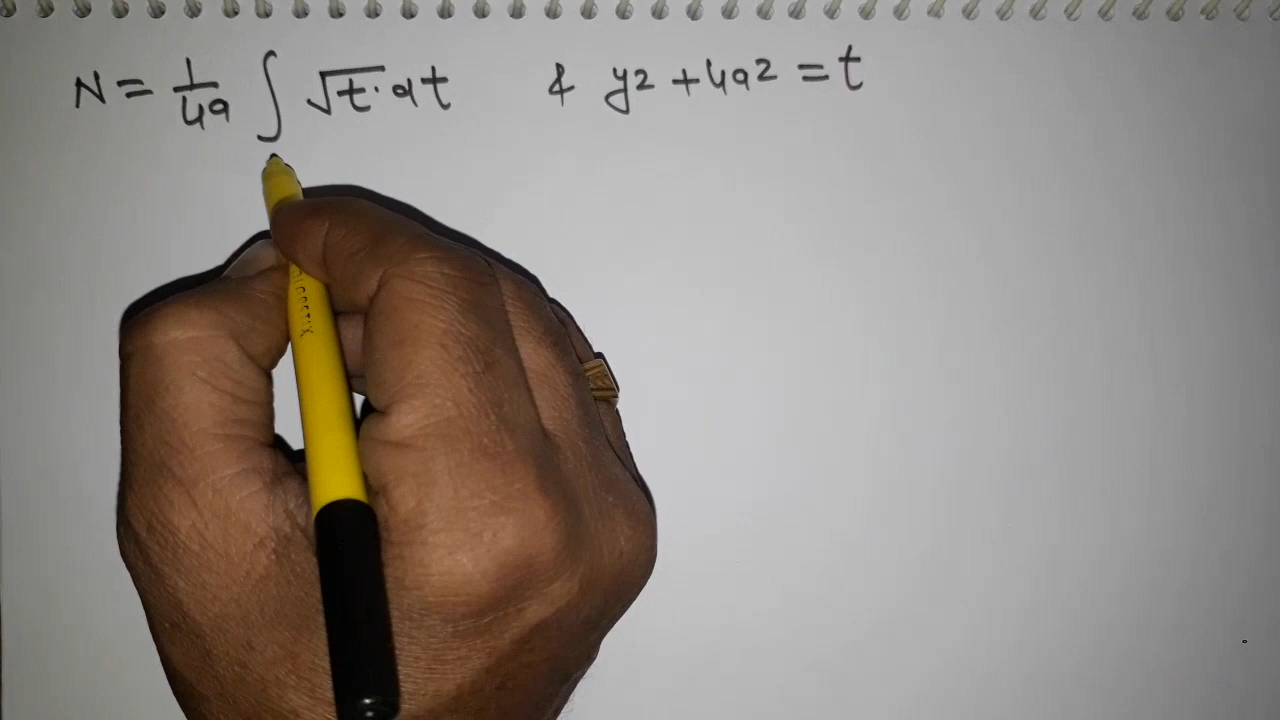 N = 1/4a ∫ √t · dt & y2 + 4a2 = t